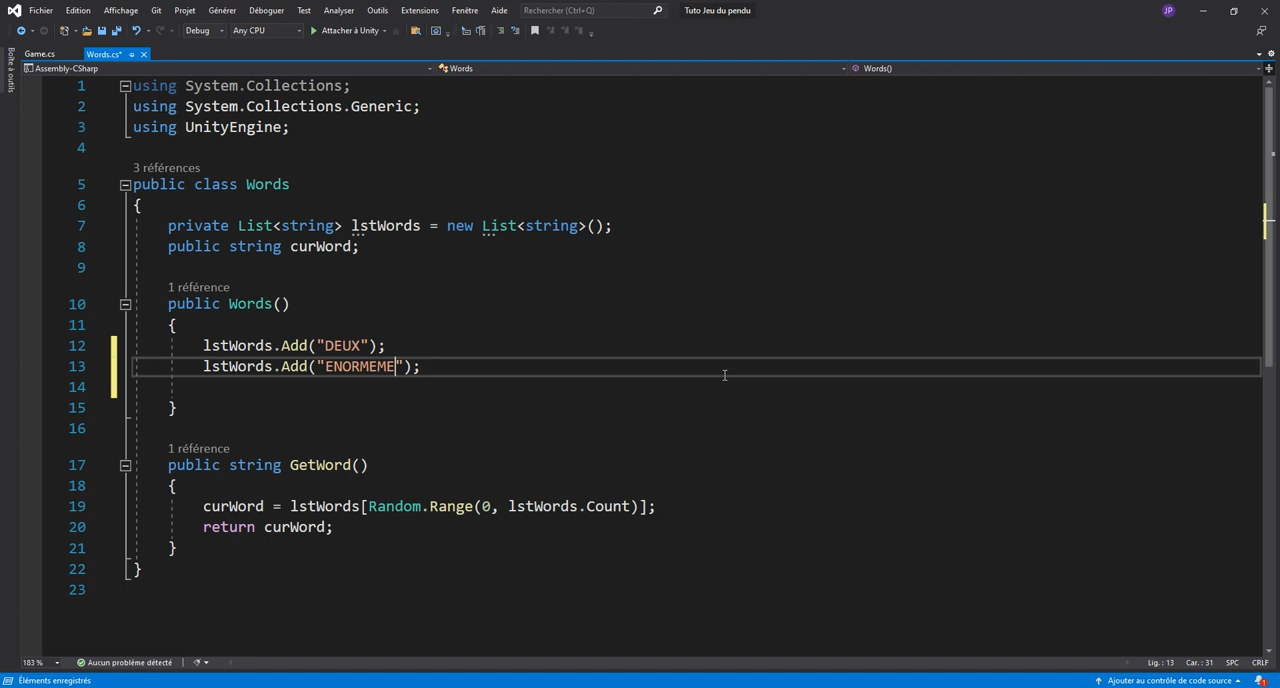 Fichier Edition Affichage Git Projet Générer Déboguer Test Analyser Outils Extensions Fenêtre Aide Rechercher (Ctrl+Q) Tuto Jeu du pendu JP
Debug Any CPU Attacher à Unity
Boîte à outils
Game.cs Words.cs*
Assembly-CSharp Words Words()
1 using System.Collections;
2 using System.Collections.Generic;
3 using UnityEngine;
4
3 références
5 public class Words
6 {
7 private List<string> lstWords = new List<string>();
8 public string curWord;
9
1 référence
10 public Words()
11 {
12 lstWords.Add("DEUX");
13 lstWords.Add("ENORMEME");
14
15 }
16
1 référence
17 public string GetWord()
18 {
19 curWord = lstWords[Random.Range(0, lstWords.Count)];
20 return curWord;
21 }
22 }
23
183 % Aucun problème détecté Lig. : 13 Car. : 31 SPC CRLF
Éléments enregistrés Ajouter au contrôle de code source 1